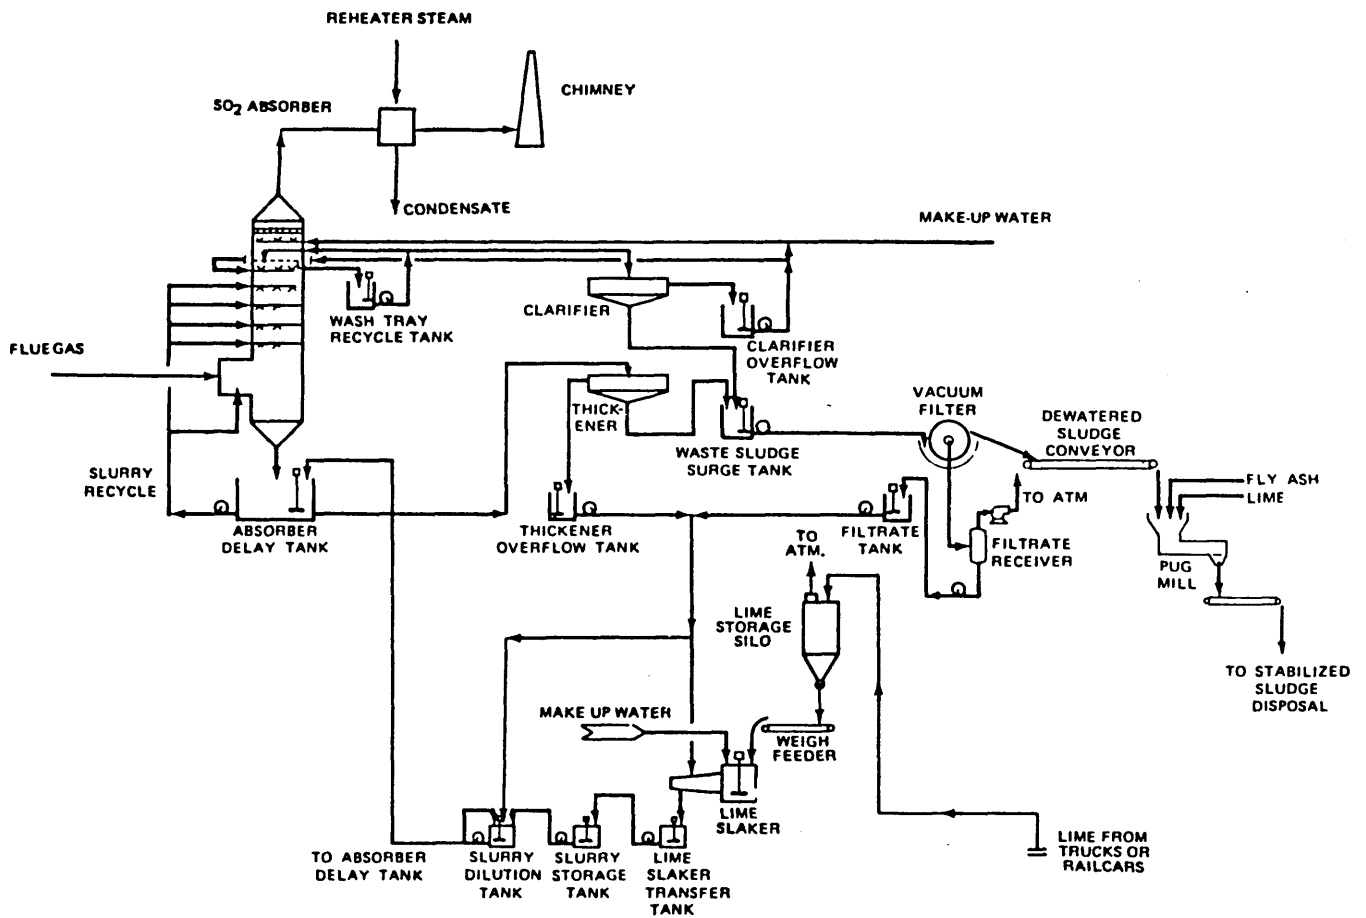 REHEATER STEAM
CHIMNEY
SO2 ABSORBER
CONDENSATE
MAKE-UP WATER
CLARIFIER
WASH TRAY
RECYCLE TANK
CLARIFIER
OVERFLOW
TANK
FLUE GAS
THICK-
ENER
VACUUM
FILTER
DEWATERED
SLUDGE
CONVEYOR
WASTE SLUDGE
SURGE TANK
SLURRY
RECYCLE
FLY ASH
LIME
TO ATM
ABSORBER
DELAY TANK
THICKENER
OVERFLOW TANK
TO
ATM.
FILTRATE
TANK
FILTRATE
RECEIVER
PUG
MILL
LIME
STORAGE
SILO
TO STABILIZED
SLUDGE
DISPOSAL
MAKE UP WATER
WEIGH
FEEDER
LIME
SLAKER
LIME FROM
TRUCKS OR
RAILCARS
TO ABSORBER
DELAY TANK
SLURRY
DILUTION
TANK
SLURRY
STORAGE
TANK
LIME
SLAKER
TRANSFER
TANK